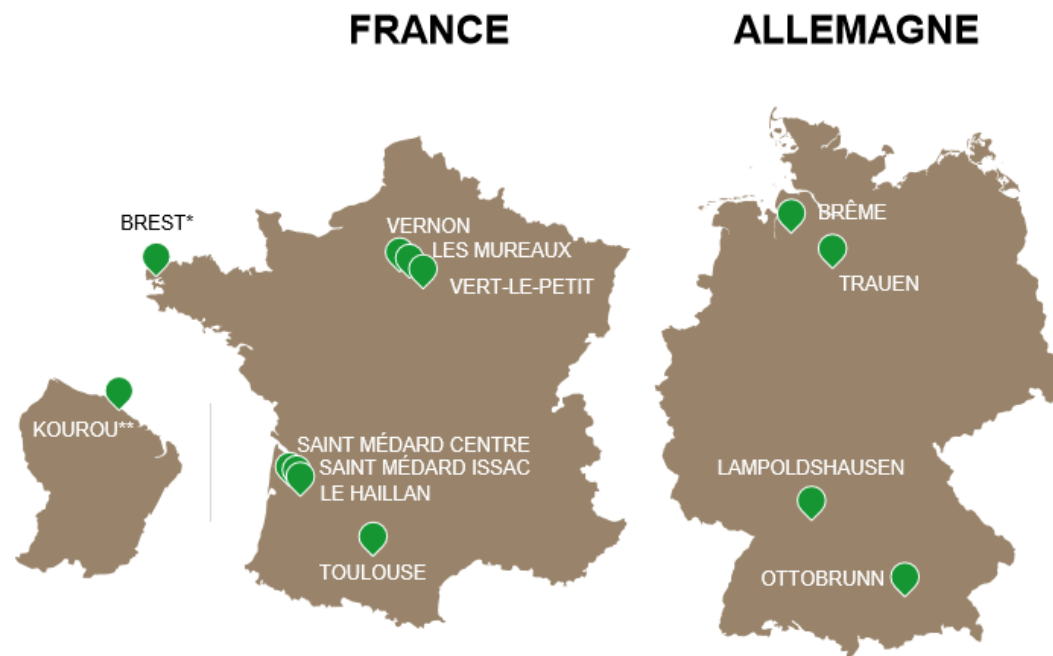 FRANCE
ALLEMAGNE
BREST*
VERNON
LES MUREAUX
VERT-LE-PETIT
KOUROU**
SAINT MÉDARD CENTRE
SAINT MÉDARD ISSAC
LE HAILLAN
TOULOUSE
BRÊME
TRAUEN
LAMPOLDSHAUSEN
OTTOBRUNN